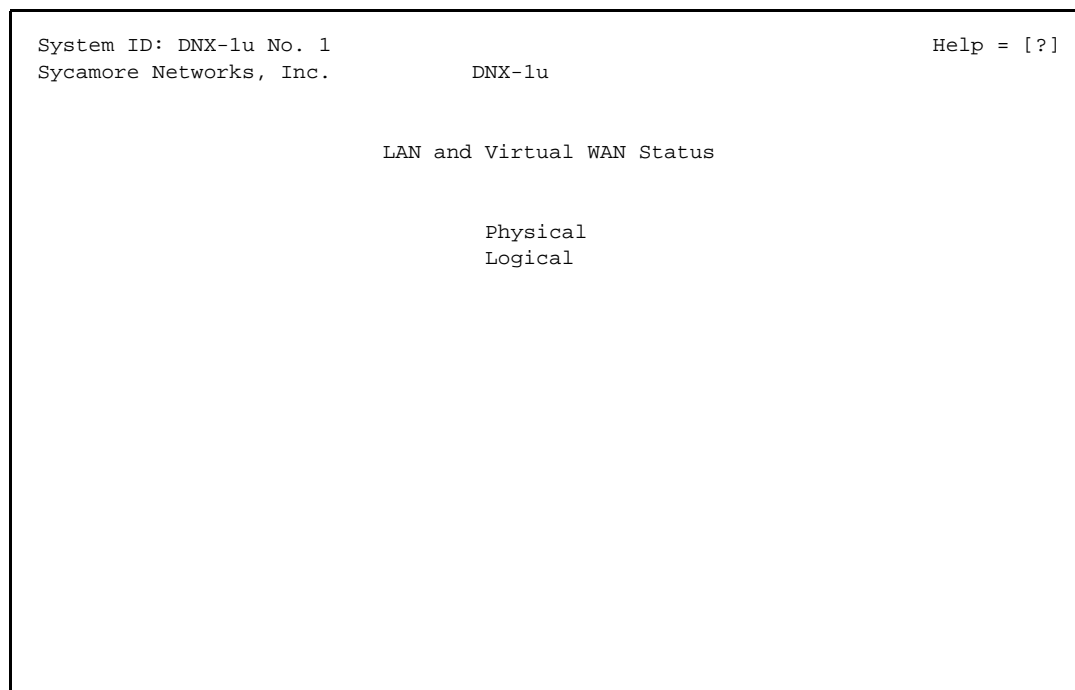 System ID: DNX-1u No. 1 Help = [?]
Sycamore Networks, Inc. DNX-1u
LAN and Virtual WAN Status
Physical
Logical